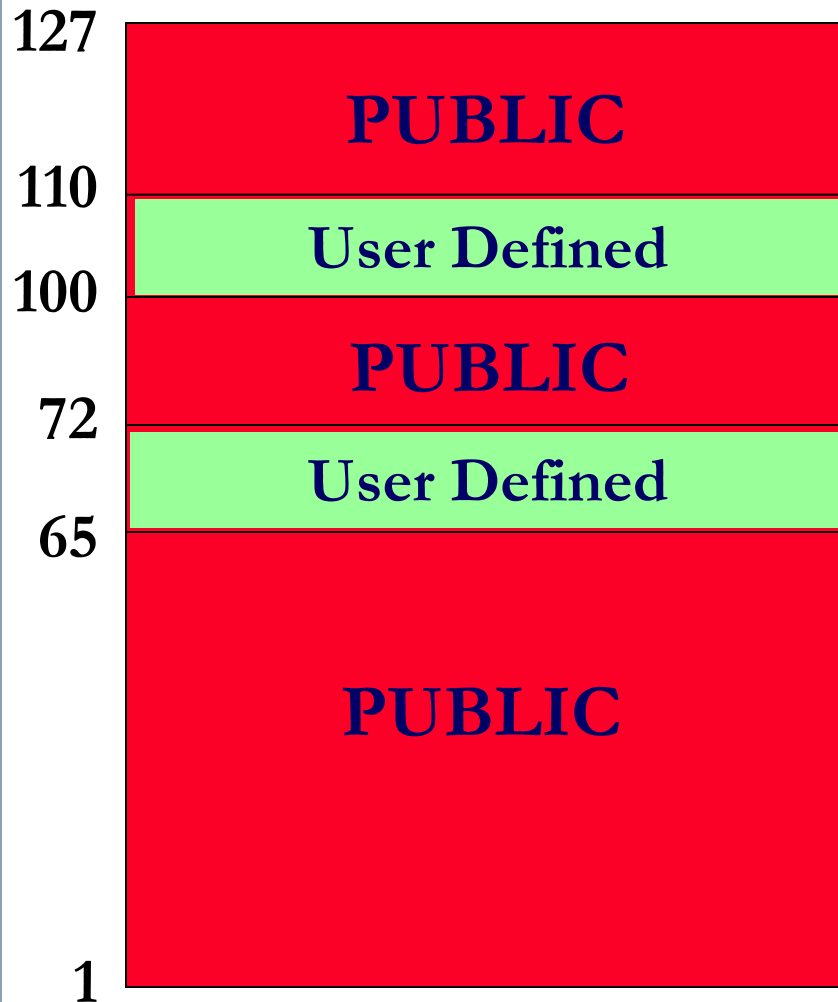 127
PUBLIC
110
User Defined
100
PUBLIC
72
User Defined
65
PUBLIC
1